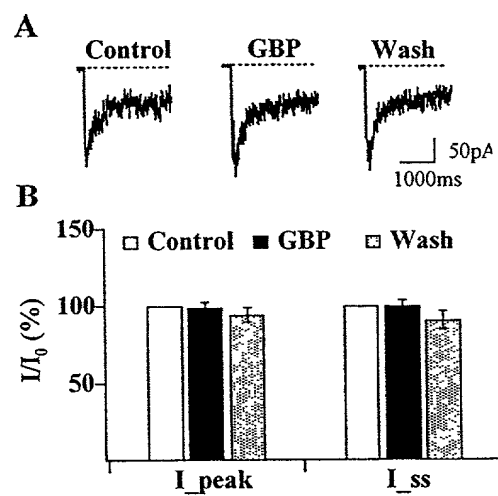 A
Control GBP Wash
50pA
1000ms
B
150
Control GBP Wash
100
50
I/I₀ (%)
I_peak I_ss